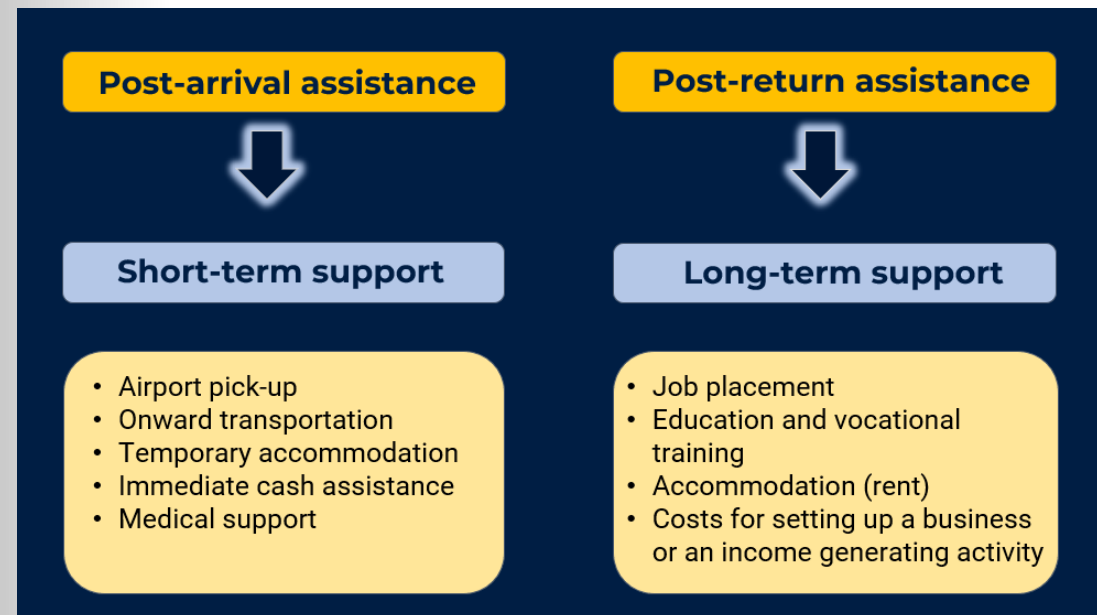 Post-arrival assistance
Short-term support
• Airport pick-up
• Onward transportation
• Temporary accommodation
• Immediate cash assistance
• Medical support
Post-return assistance
Long-term support
• Job placement
• Education and vocational
training
• Accommodation (rent)
• Costs for setting up a business
or an income generating activity